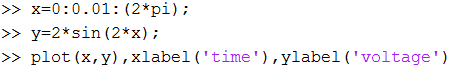 >> x=0:0.01:(2*pi);
>> y=2*sin(2*x);
>> plot(x,y),xlabel('time'),ylabel('voltage')